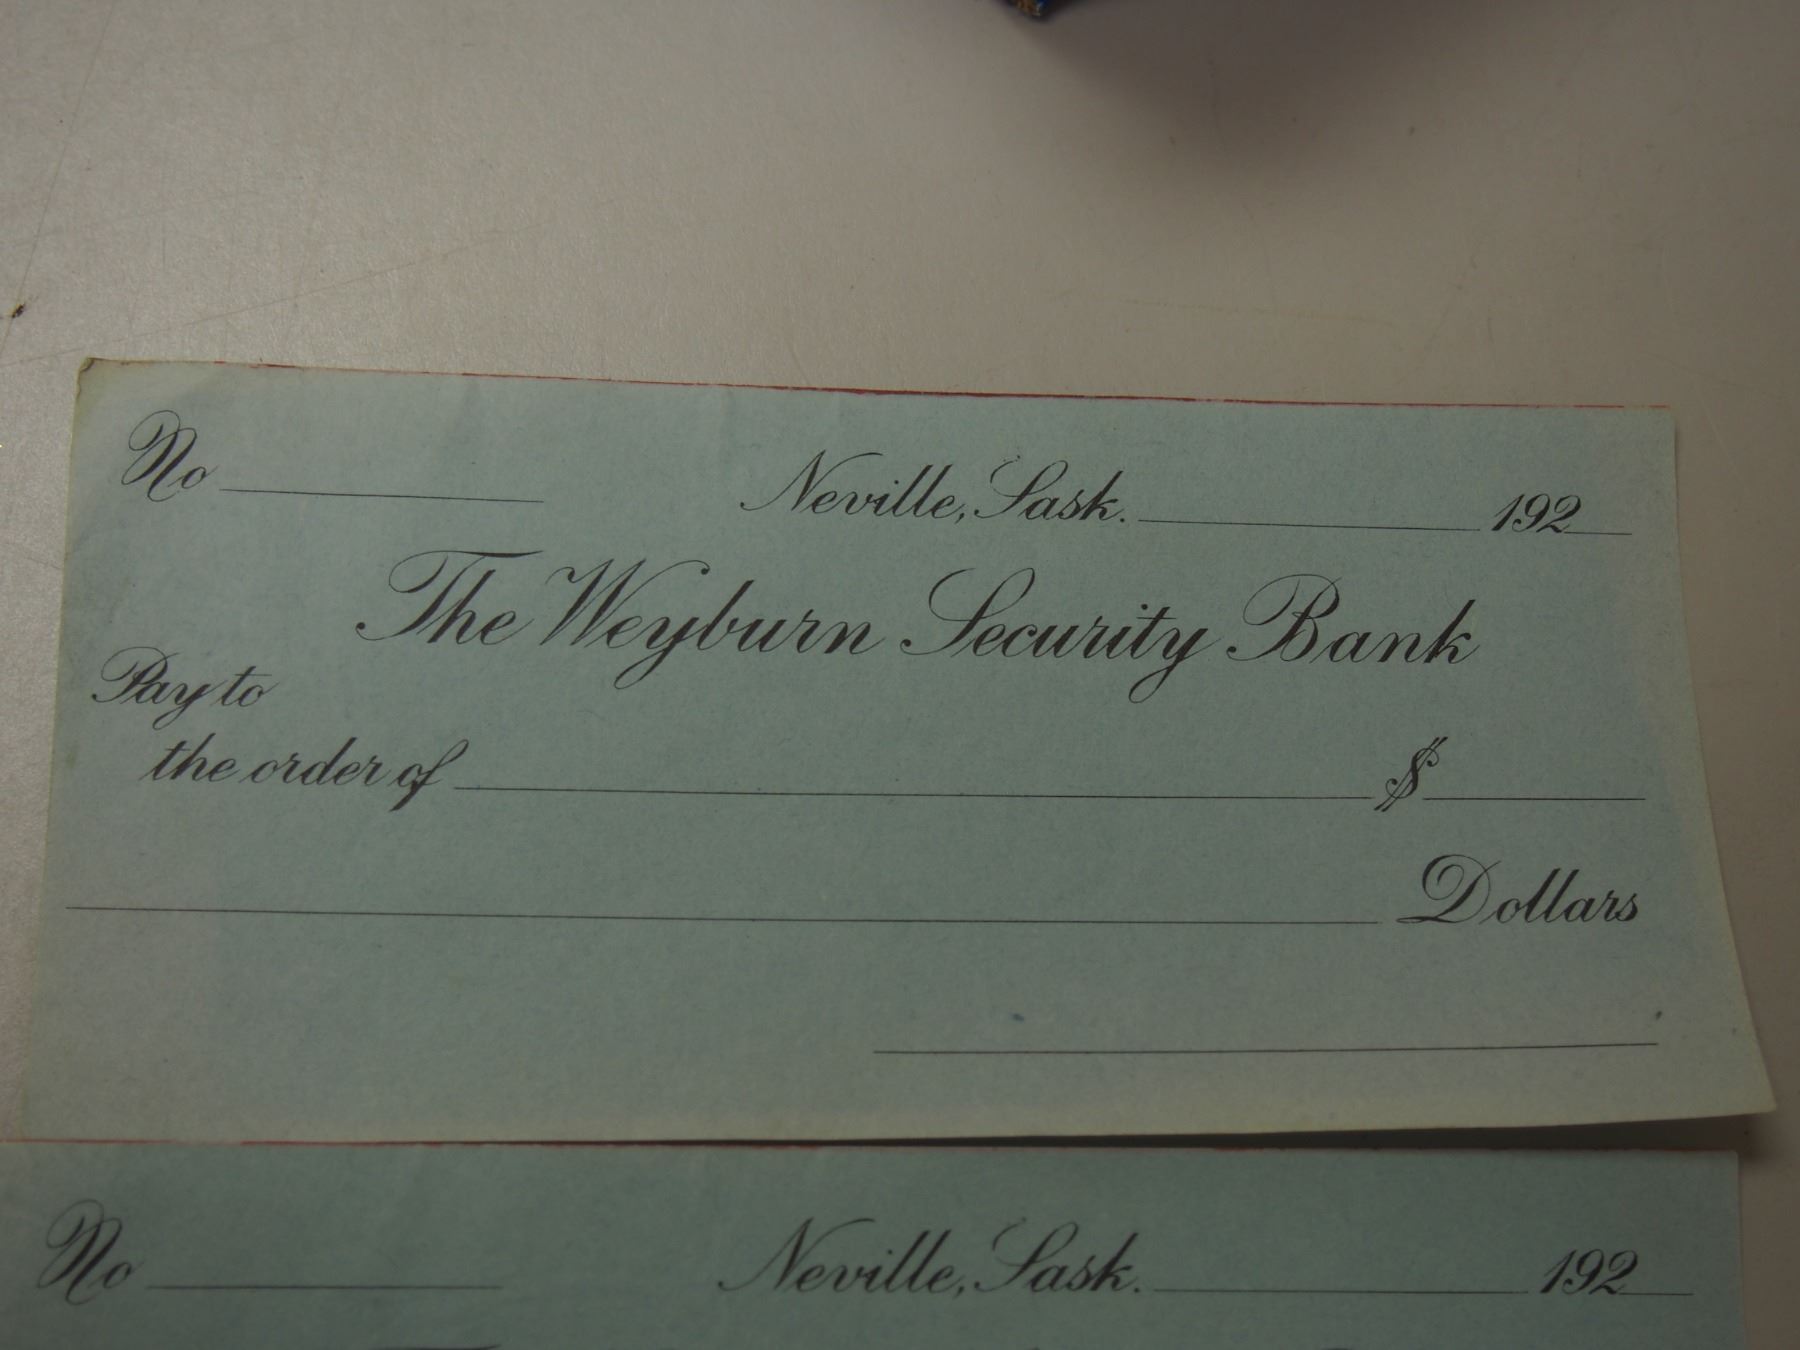 No
Neville, Sask. 192
The Weyburn Security Bank
Pay to
the order of $
Dollars
No
Neville, Sask. 192